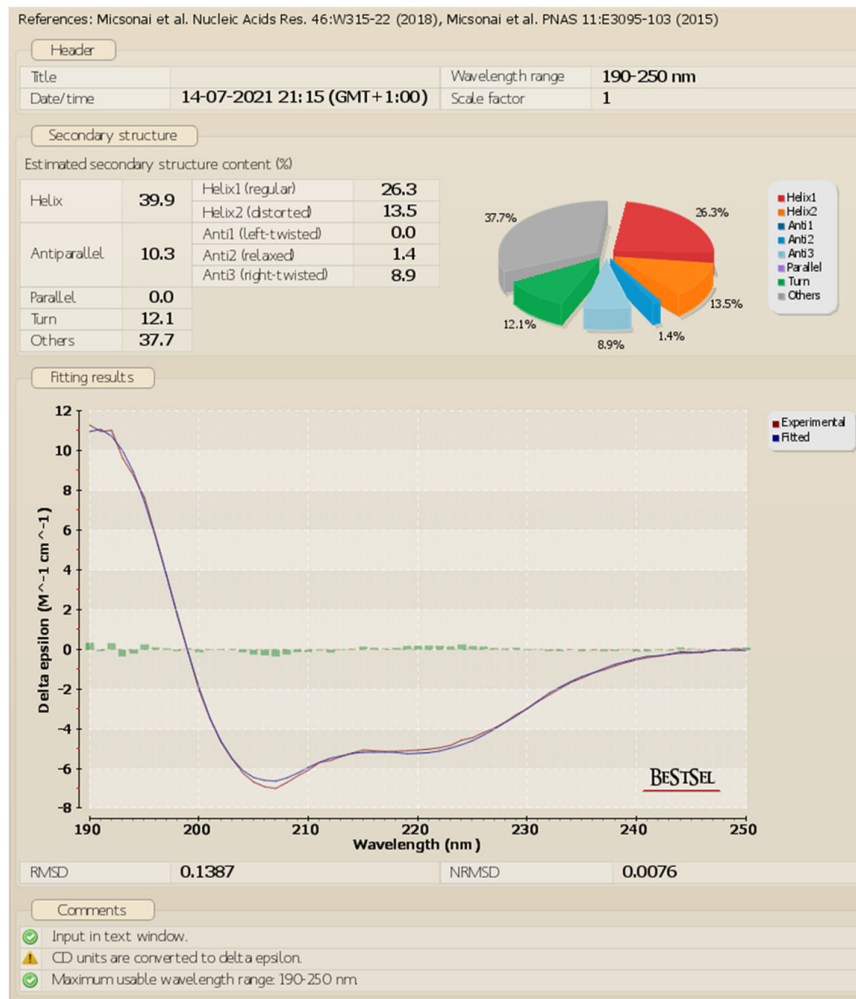 References: Micsonai et al. Nucleic Acids Res. 46:W315-22 (2018), Micsonai et al. PNAS 11:E3095-103 (2015)
Header
Title Wavelength range 190-250 nm
Date/time 14-07-2021 21:15 (GMT+1:00) Scale factor 1
Secondary structure
Estimated secondary structure content (%)
Helix 39.9
Helix1 (regular) 26.3
Helix2 (distorted) 13.5
Antiparallel 10.3
Anti1 (left-twisted) 0.0
Anti2 (relaxed) 1.4
Anti3 (right-twisted) 8.9
Parallel 0.0
Turn 12.1
Others 37.7
37.7%
26.3%
13.5%
1.4%
8.9%
12.1%
Helix1
Helix2
Anti1
Anti2
Anti3
Parallel
Turn
Others
Fitting results
Delta epsilon (M^-1 cm^-1)
12
10
8
6
4
2
0
-2
-4
-6
-8
190 200 210 220 230 240 250
Wavelength (nm)
Experimental
Fitted
BESTSEL
RMSD 0.1387 NRMSD 0.0076
Comments
Input in text window.
CD units are converted to delta epsilon.
Maximum usable wavelength range: 190-250 nm.